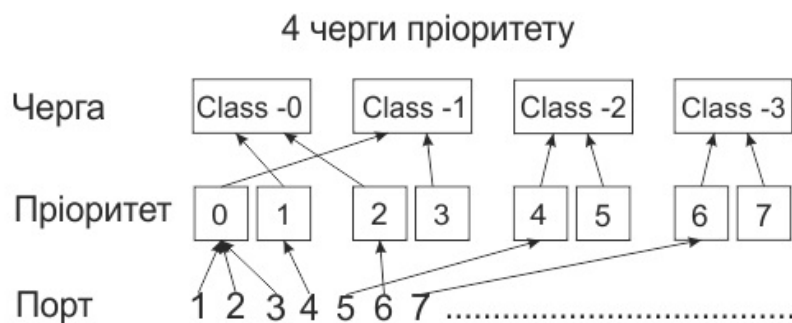 4 черги пріоритету
Черга Class -0 Class -1 Class -2 Class -3
Пріоритет 0 1 2 3 4 5 6 7
Порт 1 2 3 4 5 6 7 ........................................